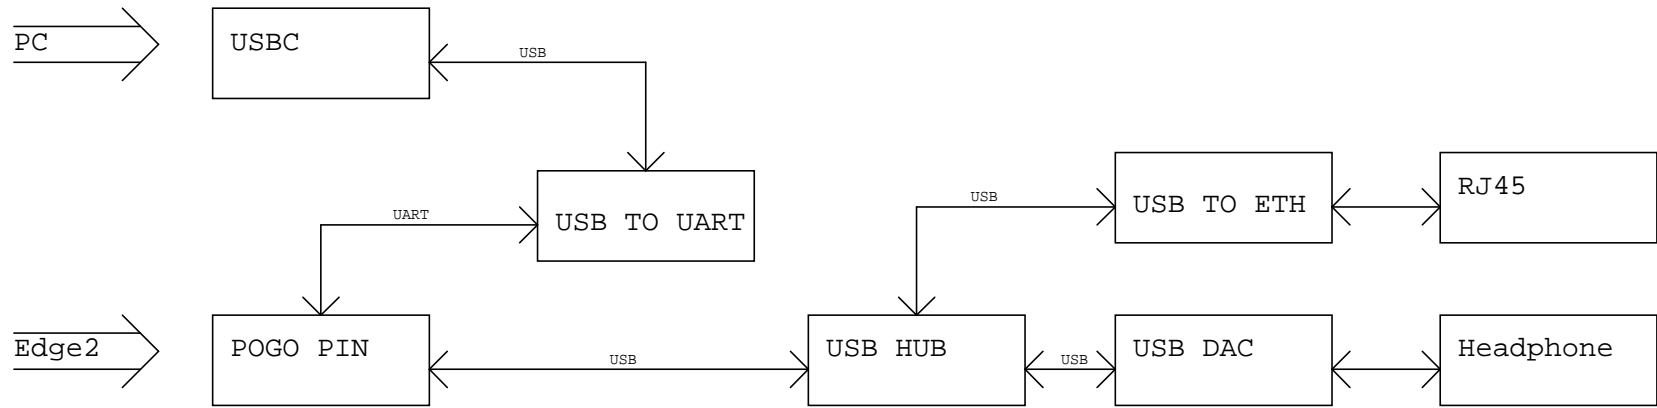 PC
USBC
USB
USB TO UART
UART
USB
USB TO ETH
RJ45
Edge2
POGO PIN
USB
USB HUB
USB
USB DAC
Headphone